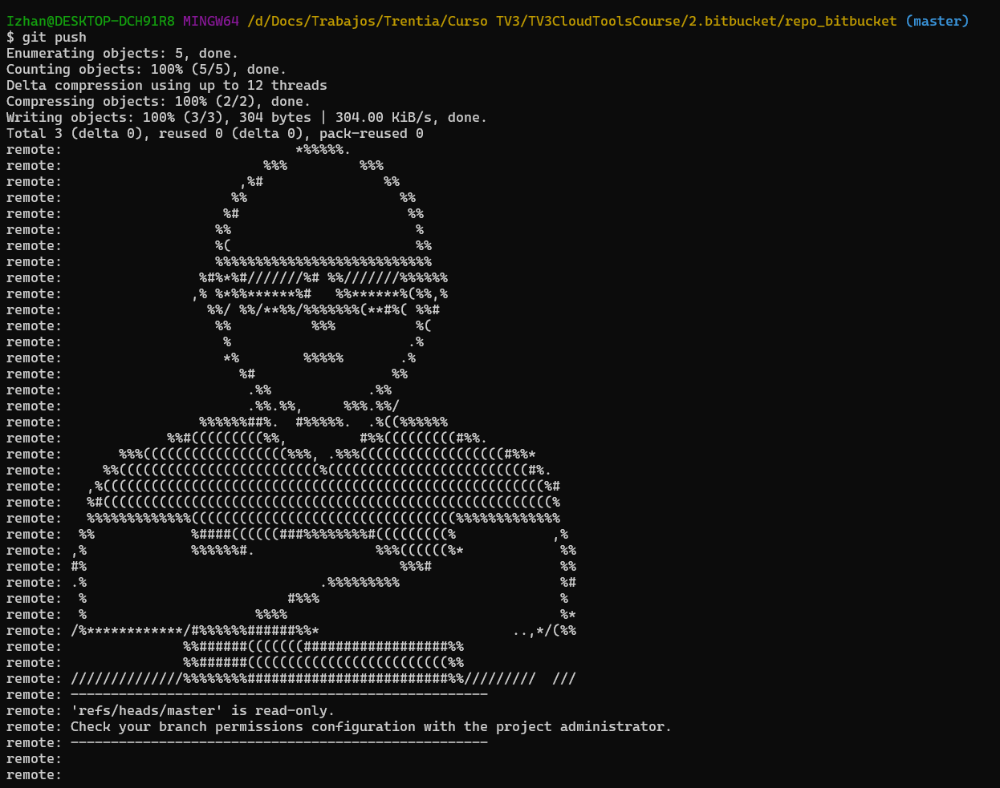 Izhan@DESKTOP-DCH91R8 MINGW64 /d/Docs/Trabajos/Trentia/Curso TV3/TV3CloudToolsCourse/2.bitbucket/repo_bitbucket (master)
$ git push
Enumerating objects: 5, done.
Counting objects: 100% (5/5), done.
Delta compression using up to 12 threads
Compressing objects: 100% (2/2), done.
Writing objects: 100% (3/3), 304 bytes | 304.00 KiB/s, done.
Total 3 (delta 0), reused 0 (delta 0), pack-reused 0
remote:                             *%%%%%.
remote:                         %%%         %%%
remote:                      ,%#               %%
remote:                     %%                   %%
remote:                    %#                     %%
remote:                   %%                       %
remote:                   %(                       %%
remote:                   %%%%%%%%%%%%%%%%%%%%%%%%%%%
remote:                 %#%*%#///////%# %%///////%%%%%%
remote:                ,% %*%%******%#   %%******%(%%,%
remote:                  %%/ %%/**%%/%%%%%%%(**#%( %%#
remote:                   %%          %%%          %(
remote:                    %                      .%
remote:                    *%        %%%%%       .%
remote:                      %#                 %%
remote:                       .%%            .%%
remote:                       .%%.%%,     %%%.%%/
remote:                 %%%%%%##%.  #%%%%%.  .%((%%%%%%
remote:             %%#(((((((((%%,         #%%(((((((((#%%.
remote:       %%%((((((((((((((((((%%%, .%%%((((((((((((((((((#%%*
remote:     %%(((((((((((((((((((((((((%(((((((((((((((((((((((((#%.
remote:   ,%(((((((((((((((((((((((((((((((((((((((((((((((((((((((%#
remote:   %#((((((((((((((((((((((((((((((((((((((((((((((((((((((((%
remote:   %%%%%%%%%%%%%(((((((((((((((((((((((((((((((((%%%%%%%%%%%%%
remote:  %%            %####((((((###%%%%%%%%#(((((((((%            ,%
remote: ,%             %%%%%%#.               %%%((((((%*            %%
remote: #%                                       %%%#                %%
remote: .%                             .%%%%%%%%%                    %#
remote:  %                         #%%%                              %
remote:  %                     %%%%                                  %*
remote: /%************/#%%%%%%######%%*                        ..,*/(%%
remote:               %%######(((((((##################%%
remote:               %%######(((((((((((((((((((((((((%%
remote: //////////////%%%%%%%%#########################%%/////////  ///
remote: ----------------------------------------------------
remote: 'refs/heads/master' is read-only.
remote: Check your branch permissions configuration with the project administrator.
remote: ----------------------------------------------------
remote:
remote: